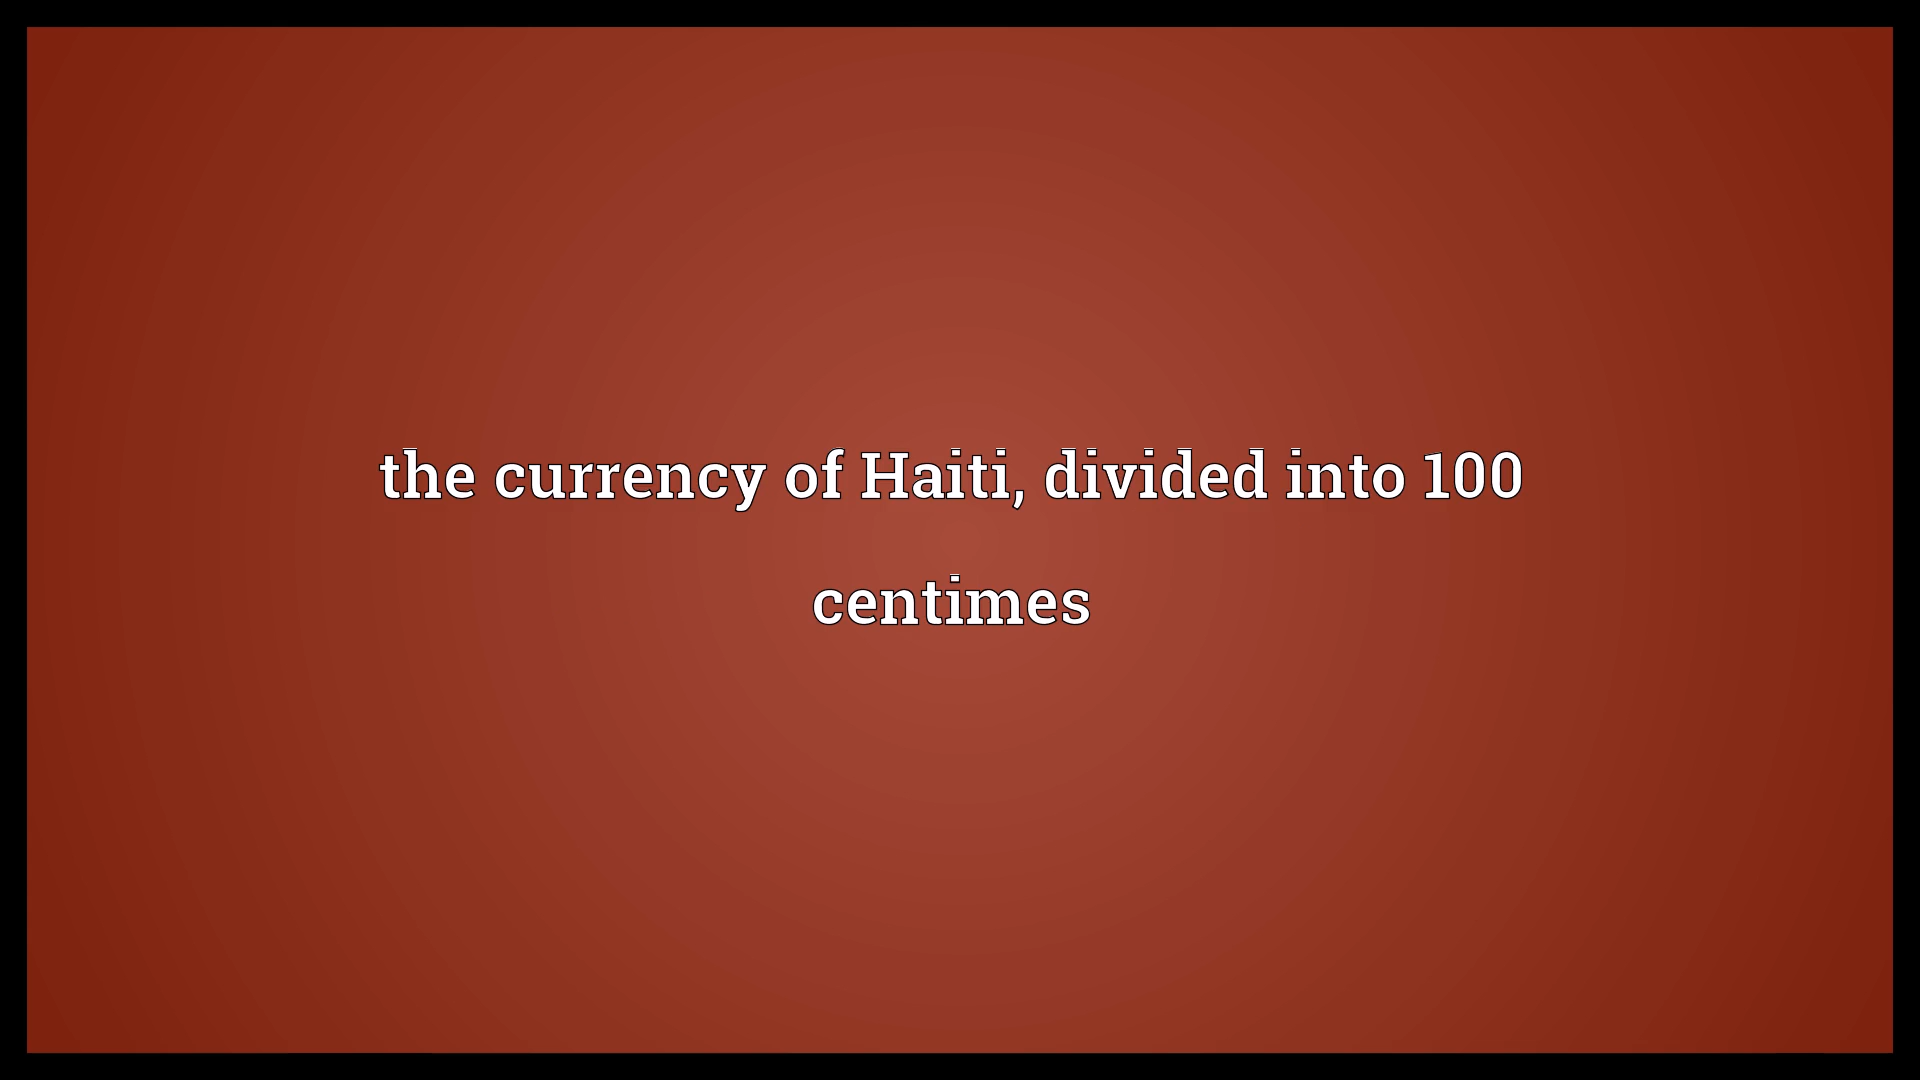 the currency of Haiti, divided into 100
centimes